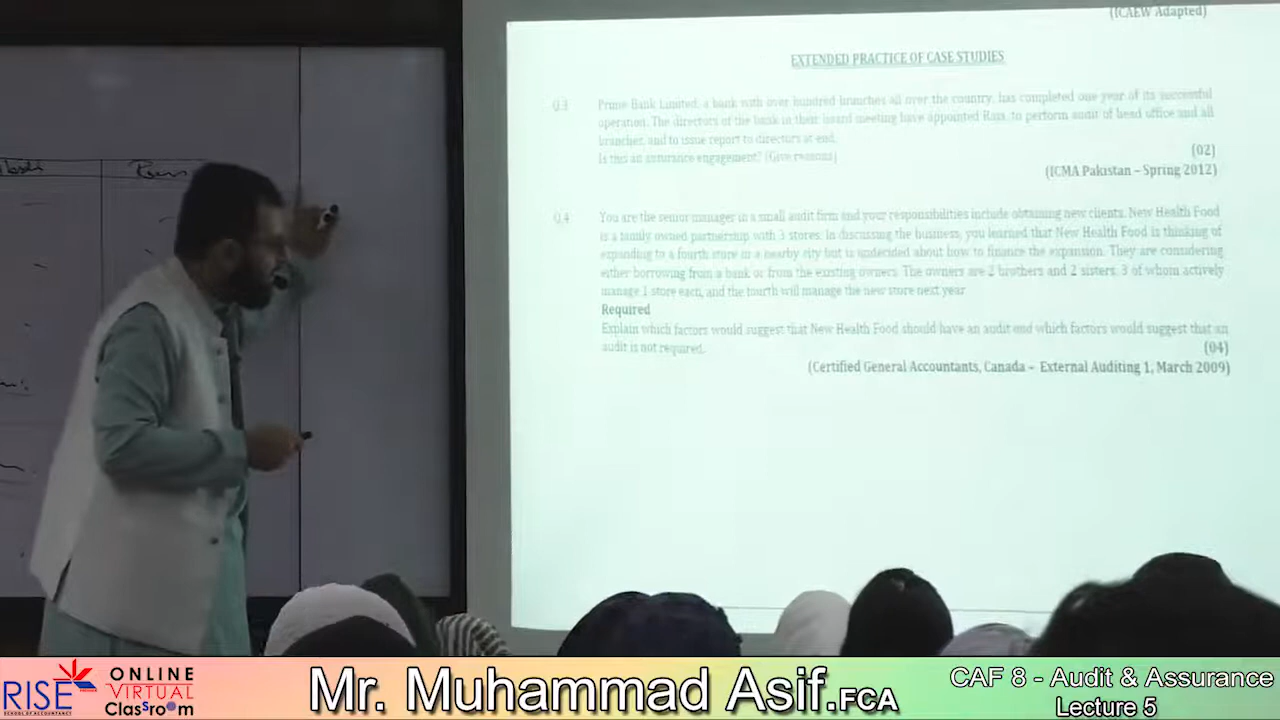 (ICAEW Adapted)
EXTENDED PRACTICE OF CASE STUDIES
Q.3 Prime Bank Limited, a bank with over hundred branches all over the country, has completed one year of its successful
operation. The directors of the bank in their board meeting have appointed Raza, to perform audit of head office and all
branches, and to issue report to directors at end.
Is this an assurance engagement? (Give reasons)
(02)
(ICMA Pakistan – Spring 2012)
Q.4 You are the senior manager in a small audit firm and your responsibilities include obtaining new clients. New Health Food
is a family owned partnership with 3 stores. In discussing the business, you learned that New Health Food is thinking of
expanding to a fourth store in a nearby city but is undecided about how to finance the expansion. They are considering
either borrowing from a bank or from the existing owners. The owners are 2 brothers and 2 sisters, 3 of whom actively
manage 1 store each, and the fourth will manage the new store next year
Required
Explain which factors would suggest that New Health Food should have an audit and which factors would suggest that an
audit is not required.
(04)
(Certified General Accountants, Canada – External Auditing 1, March 2009)
RISE
SCHOOL OF ACCOUNTANCY
ONLINE
VIRTUAL
Classroom
Mr. Muhammad Asif.FCA
CAF 8 - Audit & Assurance
Lecture 5